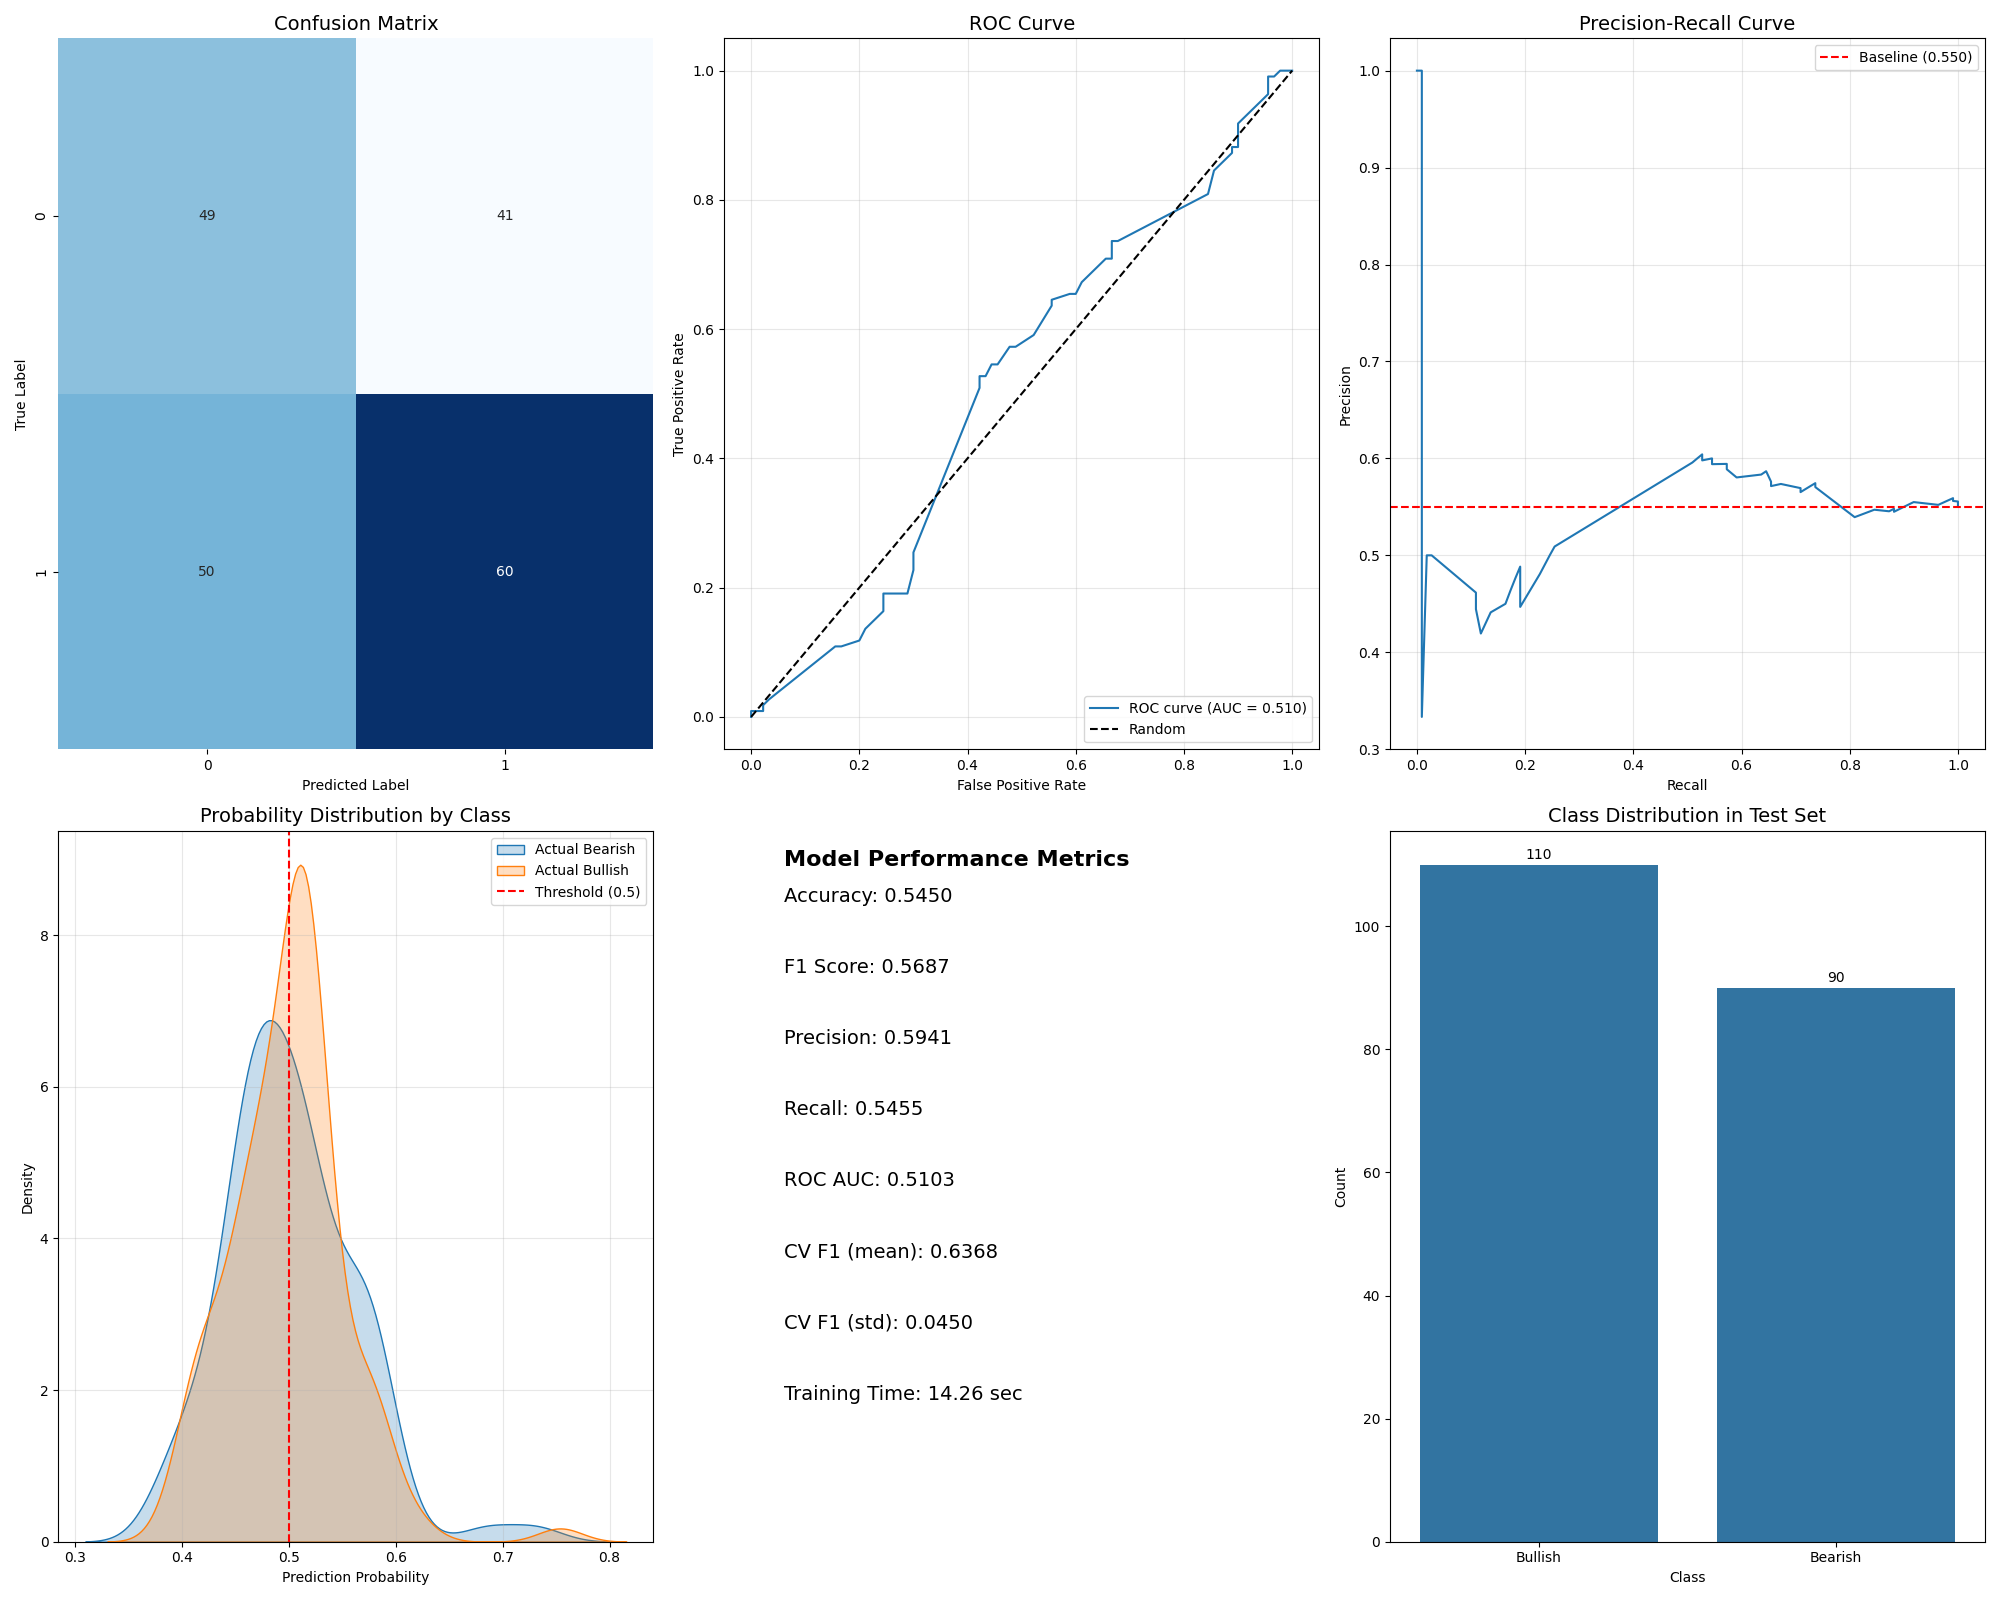 Confusion Matrix
0
1
True Label
49
41
50
60
0
1
Predicted Label
ROC Curve
1.0
0.8
0.6
0.4
0.2
0.0
True Positive Rate
ROC curve (AUC = 0.510)
Random
0.0
0.2
0.4
0.6
0.8
1.0
False Positive Rate
Precision-Recall Curve
Baseline (0.550)
1.0
0.9
0.8
0.7
0.6
0.5
0.4
0.3
Precision
0.0
0.2
0.4
0.6
0.8
1.0
Recall
Probability Distribution by Class
Actual Bearish
Actual Bullish
Threshold (0.5)
8
6
4
2
0
Density
0.3
0.4
0.5
0.6
0.7
0.8
Prediction Probability
Model Performance Metrics
Accuracy: 0.5450
F1 Score: 0.5687
Precision: 0.5941
Recall: 0.5455
ROC AUC: 0.5103
CV F1 (mean): 0.6368
CV F1 (std): 0.0450
Training Time: 14.26 sec
Class Distribution in Test Set
110
90
100
80
60
40
20
0
Count
Bullish
Bearish
Class